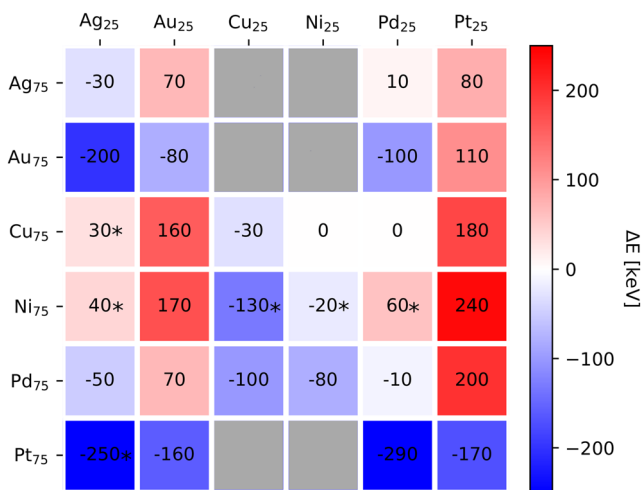 Ag25 Au25 Cu25 Ni25 Pd25 Pt25
Ag75 -30 70 10 80
Au75 -200 -80 -100 110
Cu75 30* 160 -30 0 0 180
Ni75 40* 170 -130* -20* 60* 240
Pd75 -50 70 -100 -80 -10 200
Pt75 -250* -160 -290 -170
200
100
0
−100
−200
ΔE [keV]